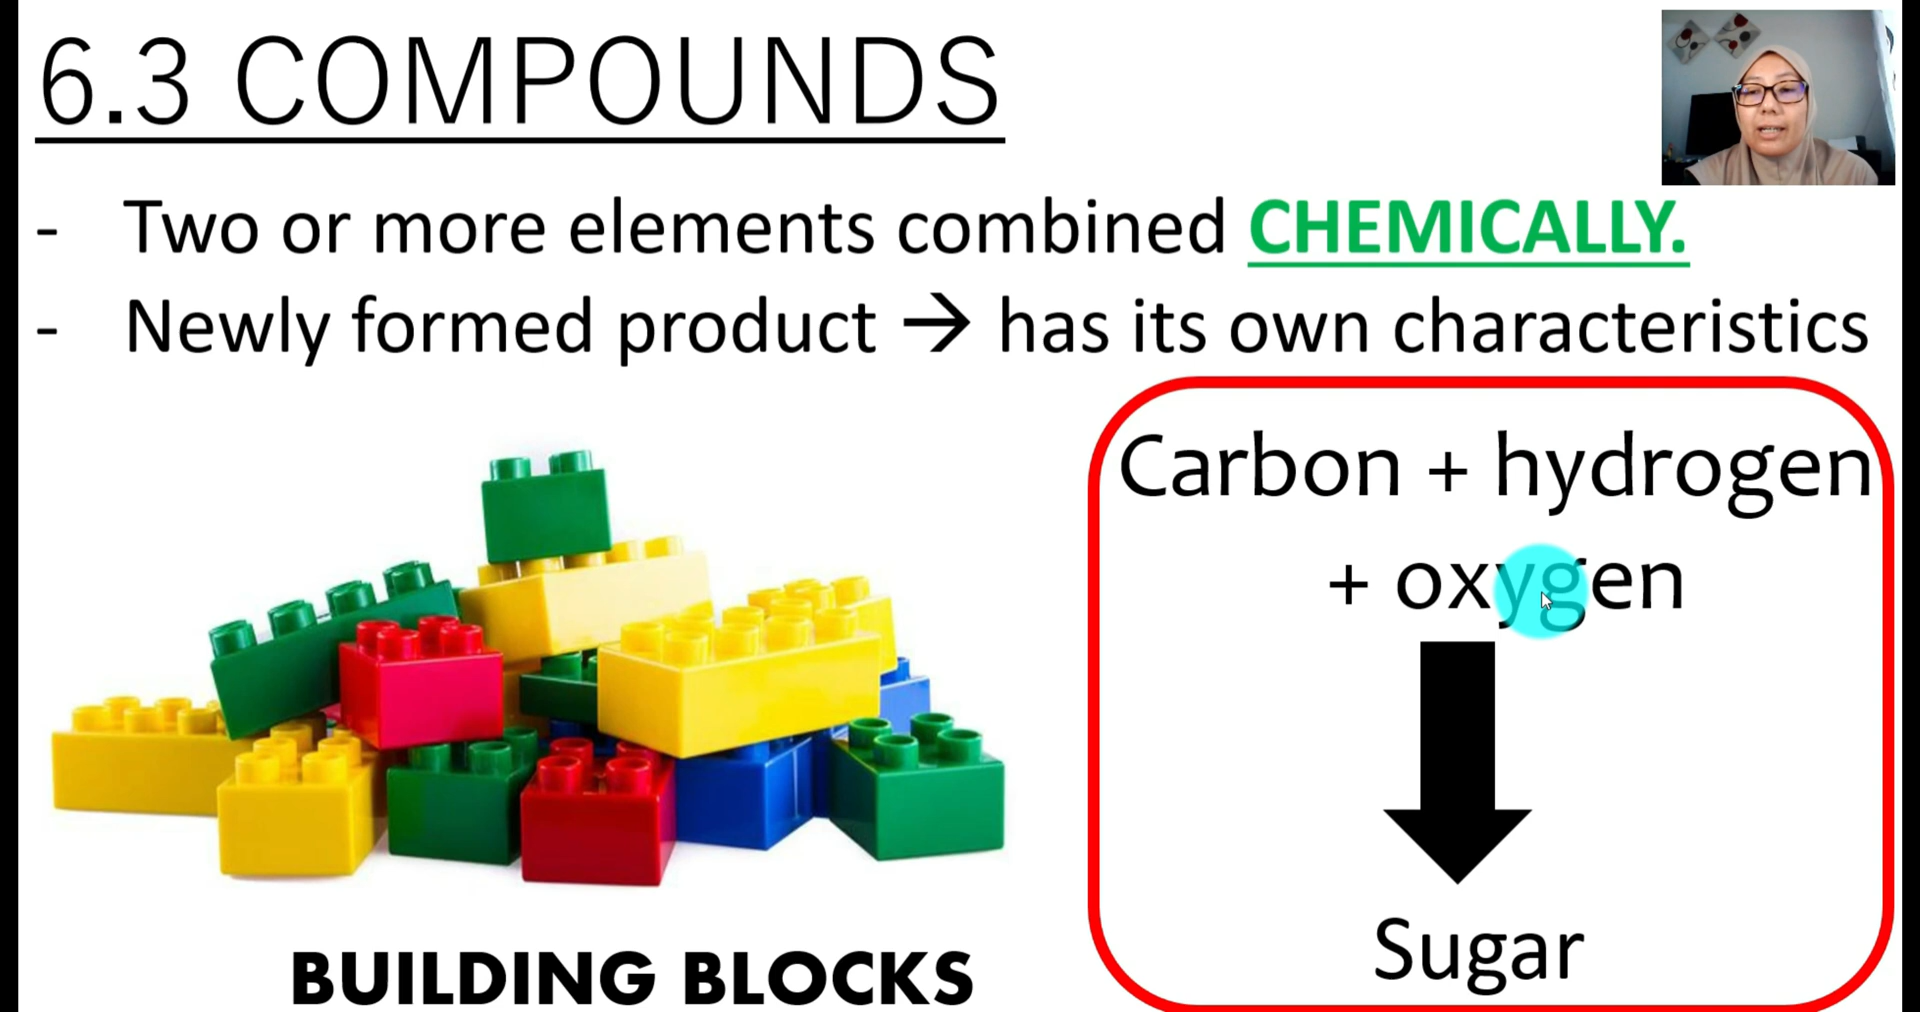 6.3 COMPOUNDS
- Two or more elements combined CHEMICALLY.
- Newly formed product → has its own characteristics
Carbon + hydrogen
+ oxygen
Sugar
BUILDING BLOCKS